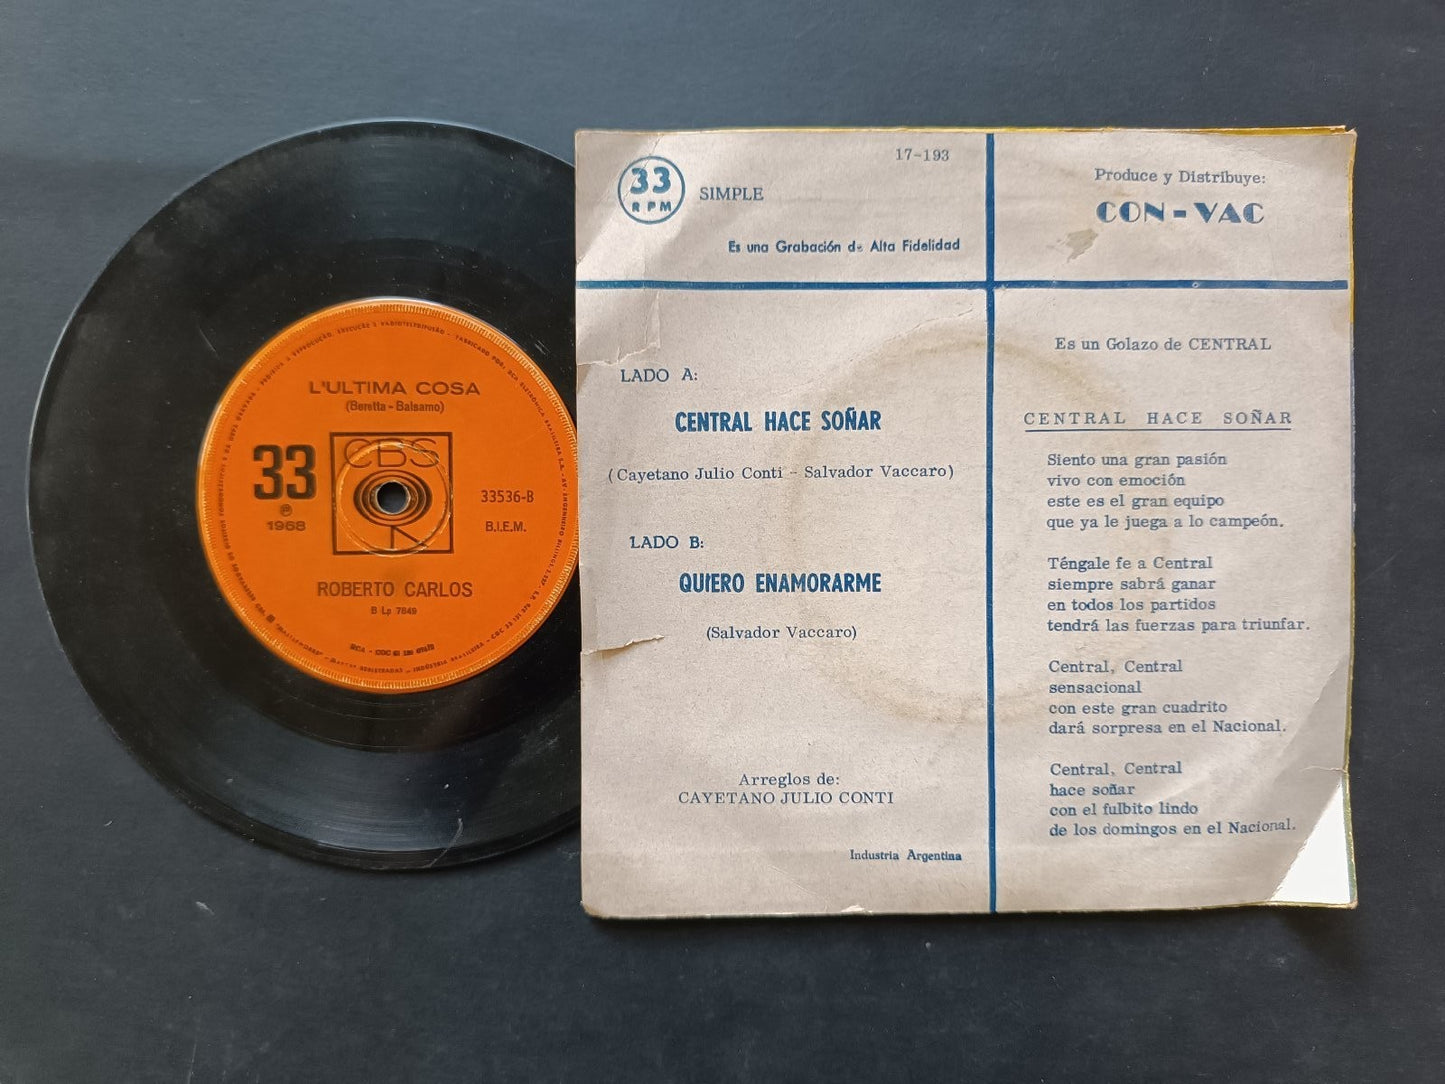 L'ULTIMA COSA
(Beretta - Balsamo)
CBS
33
℗
1968
33536-B
B.I.E.M.
ROBERTO CARLOS
B Lp 7849
17-193
33
RPM
SIMPLE
Es una Grabación de Alta Fidelidad
Produce y Distribuye:
CON-VAC
LADO A:
CENTRAL HACE SOÑAR
(Cayetano Julio Conti - Salvador Vaccaro)
LADO B:
QUIERO ENAMORARME
(Salvador Vaccaro)
Arreglos de:
CAYETANO JULIO CONTI
Industria Argentina
Es un Golazo de CENTRAL
CENTRAL HACE SOÑAR
Siento una gran pasión
vivo con emoción
este es el gran equipo
que ya le juega a lo campeón.
Téngale fe a Central
siempre sabrá ganar
en todos los partidos
tendrá las fuerzas para triunfar.
Central, Central
sensacional
con este gran cuadrito
dará sorpresa en el Nacional.
Central, Central
hace soñar
con el fulbito lindo
de los domingos en el Nacional.